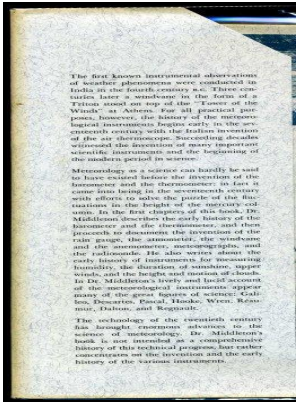 The first known instrumental observations
of weather phenomena were conducted in
India in the fourth century B.C. Three cen-
turies later a windvane in the form of a
Triton stood on top of the "Tower of the
Winds" at Athens. For all practical pur-
poses, however, the history of the meteoro-
logical instruments begins early in the sev-
enteenth century with the Italian invention
of the air thermoscope. Succeeding decades
witnessed the invention of many important
scientific instruments and the beginning of
the modern period in science.
Meteorology as a science can hardly be said
to have existed before the invention of the
barometer and the thermometer; in fact it
came into being in the seventeenth century
with efforts to solve the puzzle of the fluc-
tuations in the height of the mercury col-
umn. In the first chapters of this book, Dr.
Middleton describes the early history of the
barometer and the thermometer, and then
proceeds to document the invention of the
rain gauge, the atmometer, the windvane
and the anemometer, meteorographs, and
the radiosonde. He also writes about the
early history of instruments for measuring
humidity, the duration of sunshine, upper
winds, and the height and motion of clouds.
In Dr. Middleton's lively and lucid account
of the meteorological instruments appear
many of the great figures of science: Gali-
leo, Descartes, Pascal, Hooke, Wren, Réau-
mur, Dalton, and Regnault.
The technology of the twentieth century
has brought enormous advances to the
science of meteorology. Dr. Middleton's
book is not intended as a comprehensive
history of this technical progress, but rather
concentrates on the invention and the early
history of the various instruments.